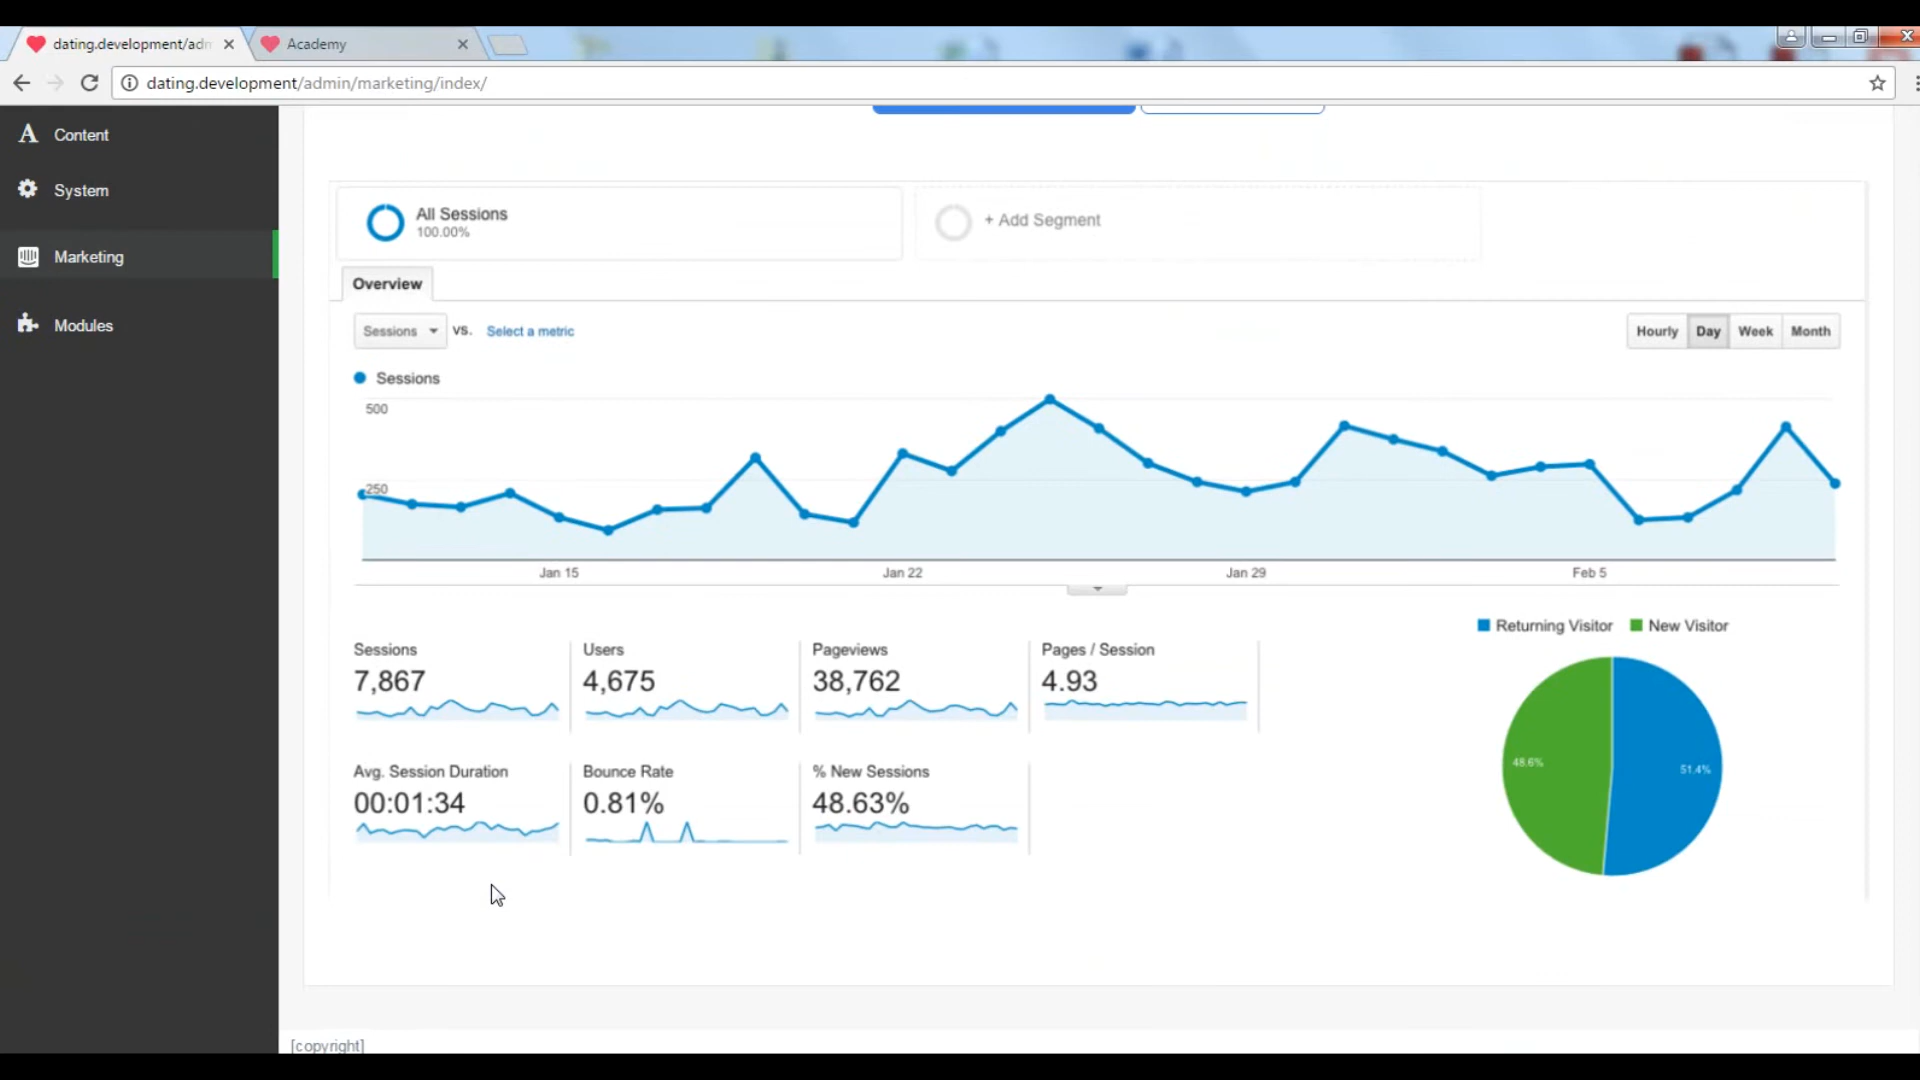 dating.development/adm
Academy
dating.development/admin/marketing/index/
Content
System
Marketing
Modules
All Sessions
100.00%
+ Add Segment
Overview
Sessions
vs.
Select a metric
Hourly
Day
Week
Month
Sessions
500
250
Jan 15
Jan 22
Jan 29
Feb 5
Returning Visitor
New Visitor
Sessions
7,867
Users
4,675
Pageviews
38,762
Pages / Session
4.93
Avg. Session Duration
00:01:34
Bounce Rate
0.81%
% New Sessions
48.63%
48.6%
51.4%
[copyright]